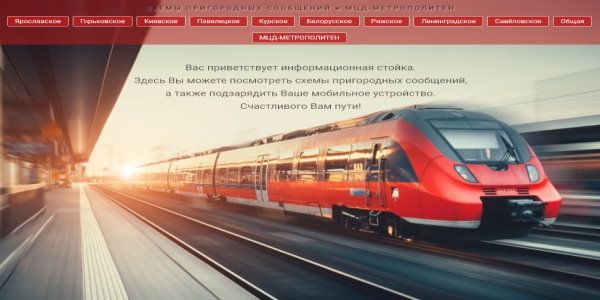 СХЕМЫ ПРИГОРОДНЫХ СООБЩЕНИЙ и МЦД-МЕТРОПОЛИТЕН
Ярославское Горьковское Киевское Павелецкое Курское Белорусское Рижское Ленинградское Савёловское Общая
МЦД-МЕТРОПОЛИТЕН
Вас приветствует информационная стойка.
Здесь Вы можете посмотреть схемы пригородных сообщений,
а также подзарядить Ваше мобильное устройство.
Счастливого Вам пути!